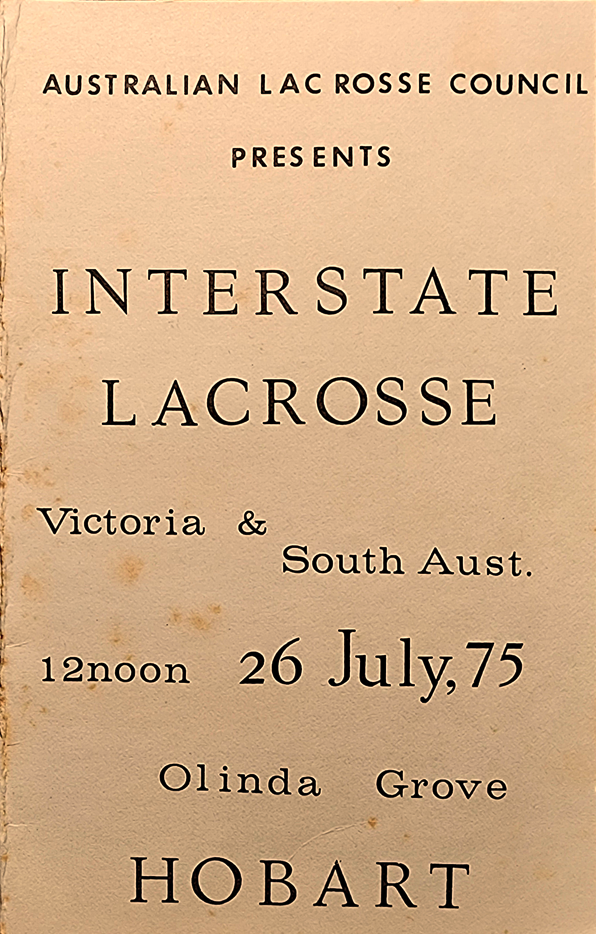 AUSTRALIAN LACROSSE COUNCIL
PRESENTS
INTERSTATE
LACROSSE
Victoria &
South Aust.
12noon 26 July,75
Olinda Grove
HOBART